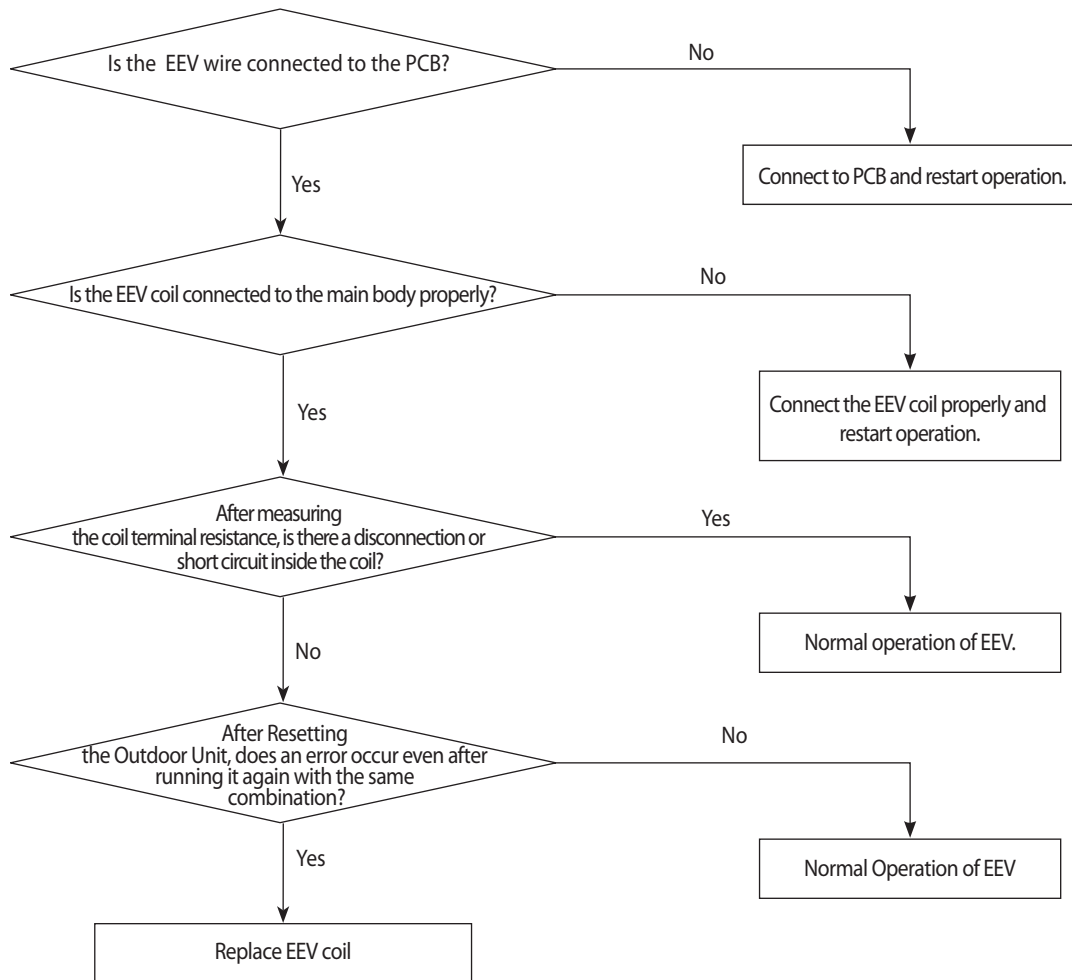 Is the EEV wire connected to the PCB?
No
Connect to PCB and restart operation.
Yes
Is the EEV coil connected to the main body properly?
No
Connect the EEV coil properly and
restart operation.
Yes
After measuring
the coil terminal resistance, is there a disconnection or
short circuit inside the coil?
Yes
Normal operation of EEV.
No
After Resetting
the Outdoor Unit, does an error occur even after
running it again with the same
combination?
No
Normal Operation of EEV
Yes
Replace EEV coil